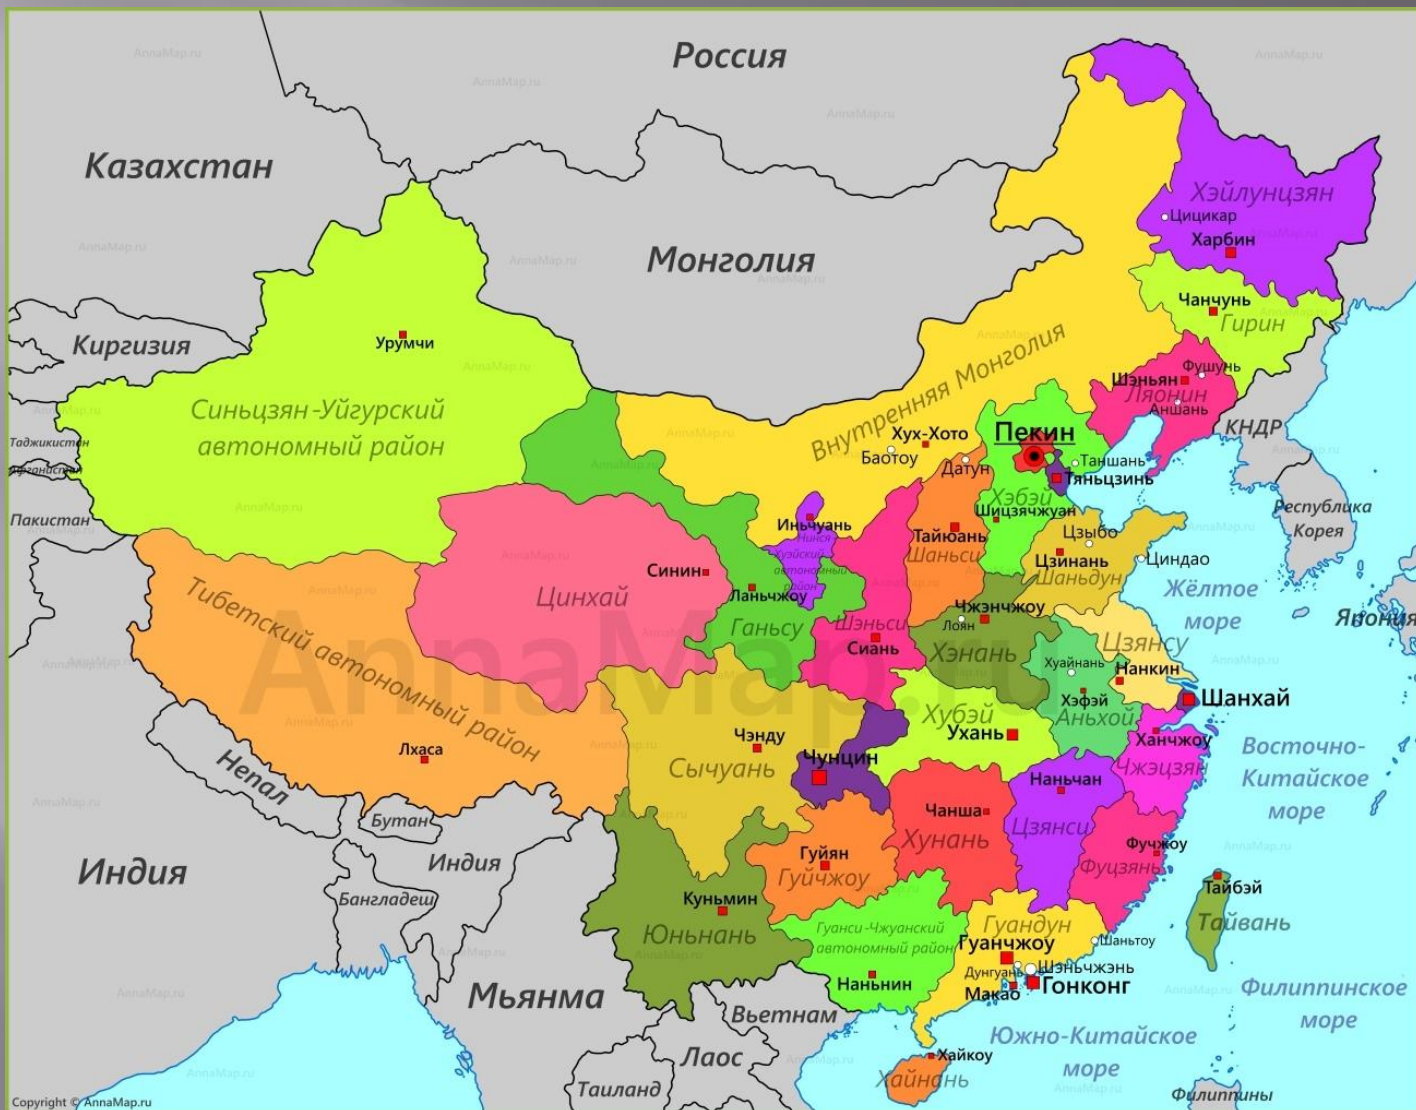 Россия
Казахстан
Монголия
Киргизия
Таджикистан
Афганистан
Пакистан
Индия
Непал
Бутан
Индия
Бангладеш
Мьянма
Таиланд
Лаос
Вьетнам
Филиппины
КНДР
Республика
Корея
Япония
Хэйлунцзян
Цицикар
Харбин
Чанчунь
Гирин
Фушунь
Шэньян
Ляонин
Аншань
Внутренняя Монголия
Хух-Хото
Баотоу
Датун
Пекин
Таншань
Тяньцзинь
Хэбэй
Шицзячжуан
Урумчи
Синьцзян-Уйгурский
автономный район
Тибетский автономный район
Лхаса
Цинхай
Синин
Ланьчжоу
Ганьсу
Иньчуань
Нинся
Хуэйский
автономный
район
Шэньси
Сиань
Тайюань
Шаньси
Цзыбо
Цзинань
Шаньдун
Циндао
Чжэнчжоу
Лоян
Хэнань
Цзянсу
Нанкин
Хуайнань
Хэфэй
Аньхой
Шанхай
Хубэй
Ухань
Ханчжоу
Чжэцзян
Чэнду
Сычуань
Чунцин
Чанша
Хунань
Наньчан
Цзянси
Фучжоу
Фуцзянь
Гуйян
Гуйчжоу
Куньмин
Юньнань
Гуанси-Чжуанский
автономный район
Наньнин
Гуандун
Гуанчжоу
Шаньтоу
Дунгуань
Шэньчжэнь
Макао
Гонконг
Хайкоу
Хайнань
Тайбэй
Тайвань
Жёлтое
море
Восточно-
Китайское
море
Филиппинское
море
Южно-Китайское
море
AnnaMap.ru
Copyright © AnnaMap.ru